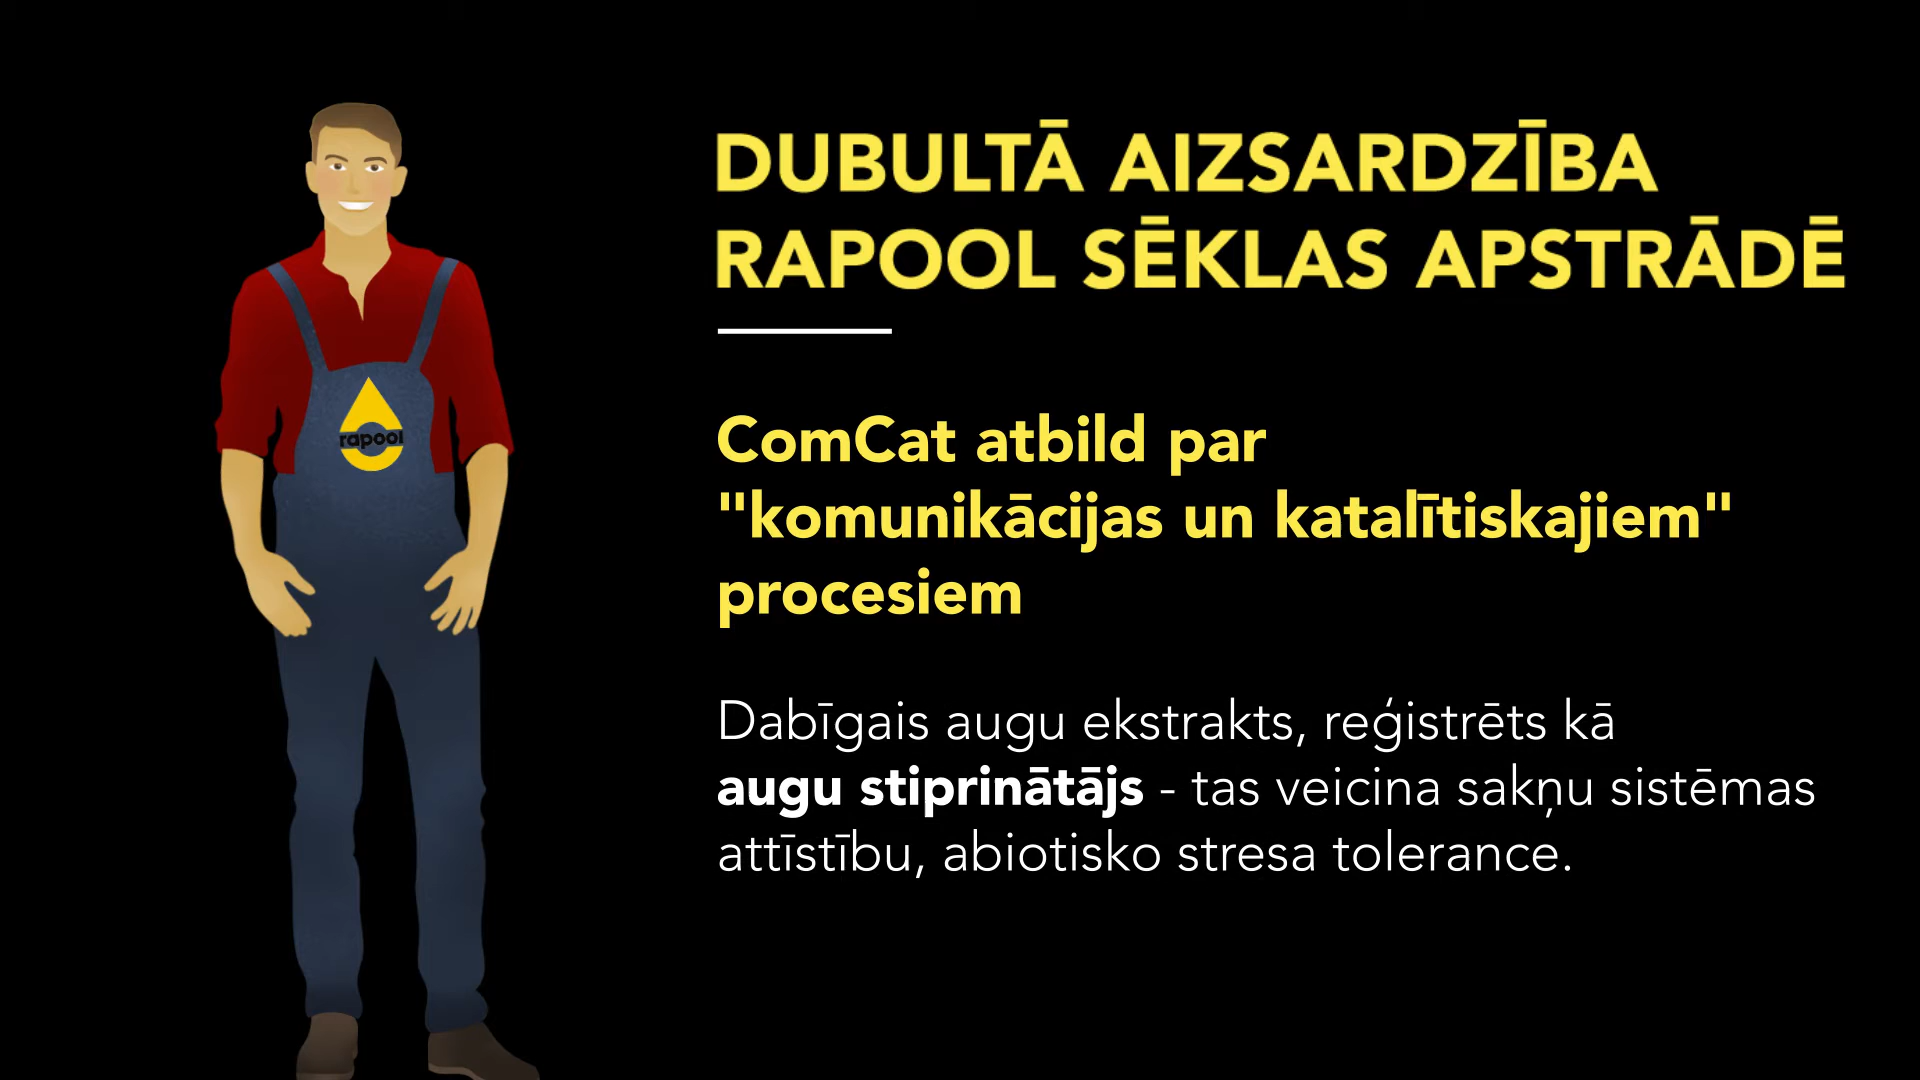 DUBULTĀ AIZSARDZĪBA
RAPOOL SĒKLAS APSTRĀDĒ
ComCat atbild par
"komunikācijas un katalītiskajiem"
procesiem
Dabīgais augu ekstrakts, reģistrēts kā
augu stiprinātājs - tas veicina sakņu sistēmas
attīstību, abiotisko stresa tolerance.
rapool